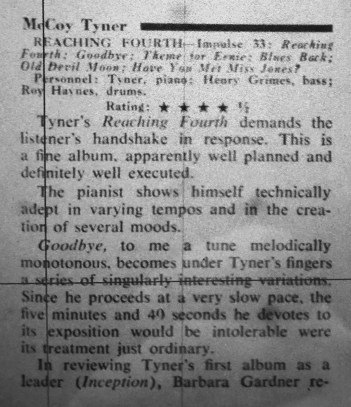 McCoy Tyner
REACHING FOURTH—Impulse 33: Reaching
Fourth; Goodbye; Theme for Ernie; Blues Back;
Old Devil Moon; Have You Met Miss Jones?
Personnel: Tyner, piano; Henry Grimes, bass;
Roy Haynes, drums.
Rating: ★ ★ ★ ★ ½
Tyner's Reaching Fourth demands the
listener's handshake in response. This is
a fine album, apparently well planned and
definitely well executed.
The pianist shows himself technically
adept in varying tempos and in the crea-
tion of several moods.
Goodbye, to me a tune melodically
monotonous, becomes under Tyner's fingers
a series of singularly interesting variations.
Since he proceeds at a very slow pace, the
five minutes and 49 seconds he devotes to
its exposition would be intolerable were
its treatment just ordinary.
In reviewing Tyner's first album as a
leader (Inception), Barbara Gardner re-